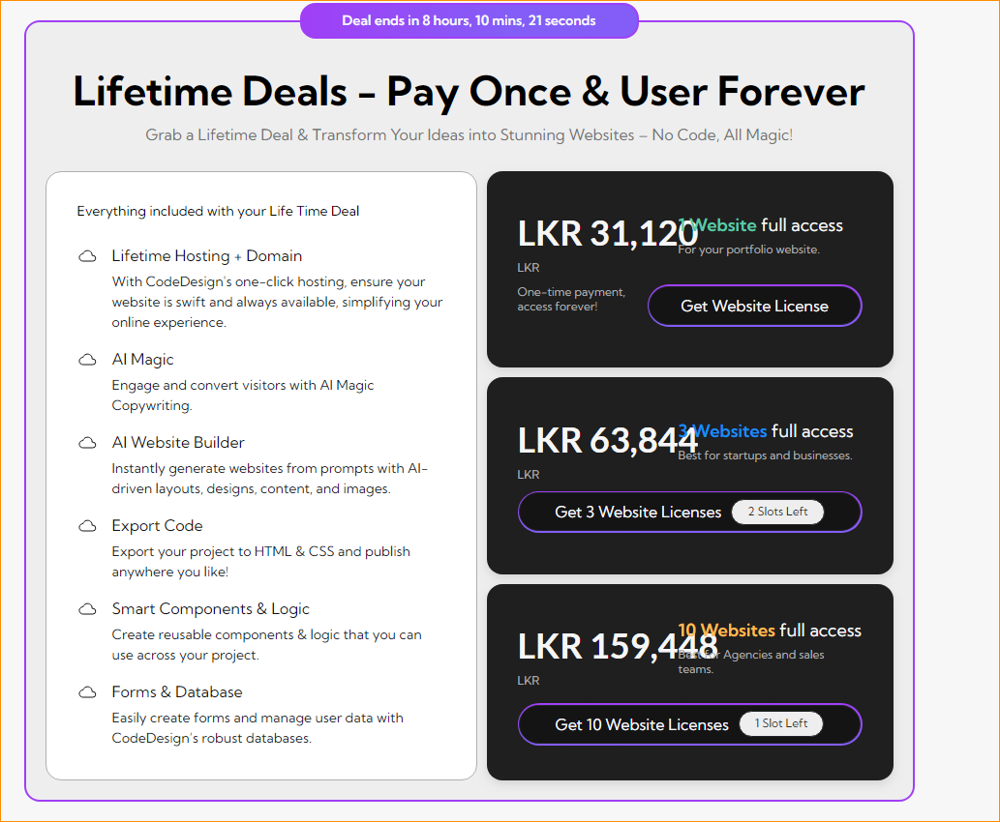 Deal ends in 8 hours, 10 mins, 21 seconds
Lifetime Deals - Pay Once & User Forever
Grab a Lifetime Deal & Transform Your Ideas into Stunning Websites – No Code, All Magic!
Everything included with your Life Time Deal
Lifetime Hosting + Domain
With CodeDesign's one-click hosting, ensure your
website is swift and always available, simplifying your
online experience.
AI Magic
Engage and convert visitors with AI Magic
Copywriting.
AI Website Builder
Instantly generate websites from prompts with AI-
driven layouts, designs, content, and images.
Export Code
Export your project to HTML & CSS and publish
anywhere you like!
Smart Components & Logic
Create reusable components & logic that you can
use across your project.
Forms & Database
Easily create forms and manage user data with
CodeDesign's robust databases.
LKR 31,120
LKR
One-time payment,
access forever!
1 Website full access
For your portfolio website.
Get Website License
LKR 63,844
LKR
3 Websites full access
Best for startups and businesses.
Get 3 Website Licenses 2 Slots Left
LKR 159,448
LKR
10 Websites full access
Best for Agencies and sales
teams.
Get 10 Website Licenses 1 Slot Left